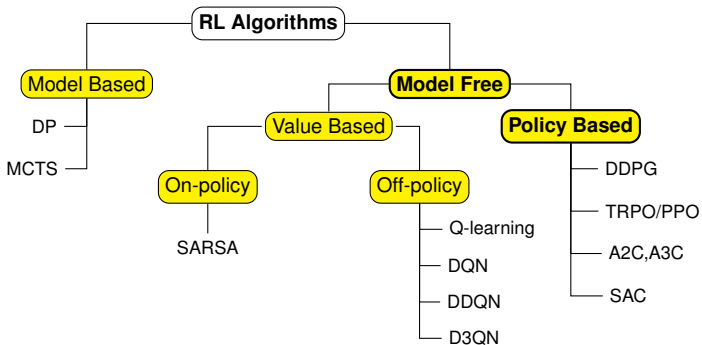 RL Algorithms
Model Based
DP
MCTS
Model Free
Value Based
On-policy
SARSA
Off-policy
Q-learning
DQN
DDQN
D3QN
Policy Based
DDPG
TRPO/PPO
A2C,A3C
SAC